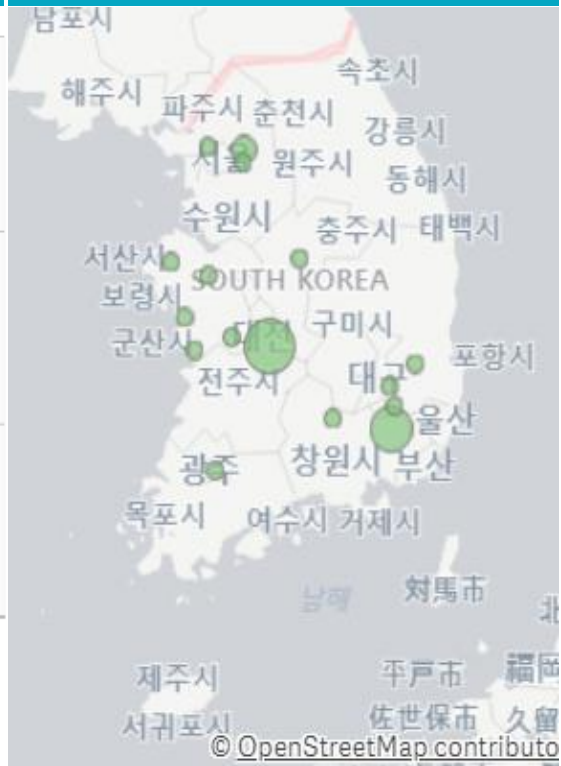 남포시
속초시
해주시
파주시 춘천시
강릉시
서울 원주시
동해시
수원시
충주시 태백시
서산시
SOUTH KOREA
보령시
군산시 대전 구미시
전주시 대구 포항시
울산
광주 창원시 부산
목포시 여수시 거제시
남해 対馬市
北
제주시 平戸市 福岡
서귀포시 佐世保市 久留
© OpenStreetMap contributo